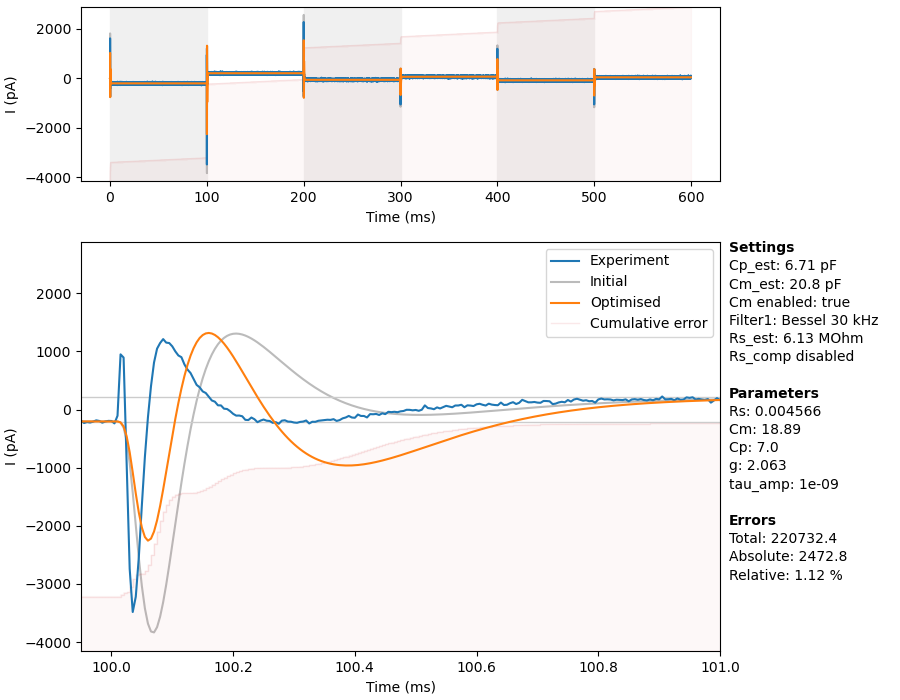 2000
0
−2000
−4000
I (pA)
0 100 200 300 400 500 600
Time (ms)
2000
1000
0
−1000
−2000
−3000
−4000
I (pA)
100.0 100.2 100.4 100.6 100.8 101.0
Time (ms)
Experiment
Initial
Optimised
Cumulative error
Settings
Cp_est: 6.71 pF
Cm_est: 20.8 pF
Cm enabled: true
Filter1: Bessel 30 kHz
Rs_est: 6.13 MOhm
Rs_comp disabled
Parameters
Rs: 0.004566
Cm: 18.89
Cp: 7.0
g: 2.063
tau_amp: 1e-09
Errors
Total: 220732.4
Absolute: 2472.8
Relative: 1.12 %